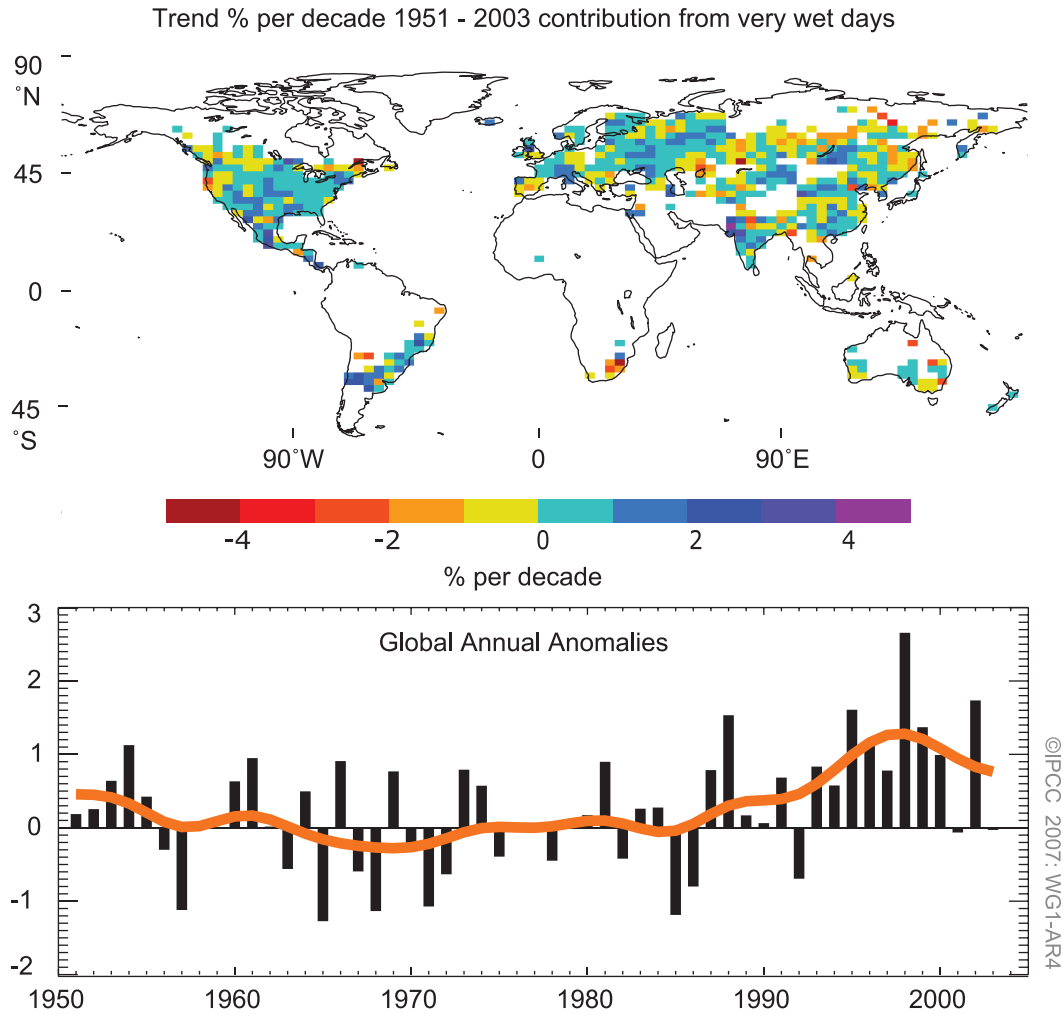 Trend % per decade 1951 - 2003 contribution from very wet days
90
˚N
45
0
45
˚S
90˚W 0 90˚E
-4 -2 0 2 4
% per decade
Global Annual Anomalies
3
2
1
0
-1
-2
1950 1960 1970 1980 1990 2000
©IPCC 2007: WG1-AR4